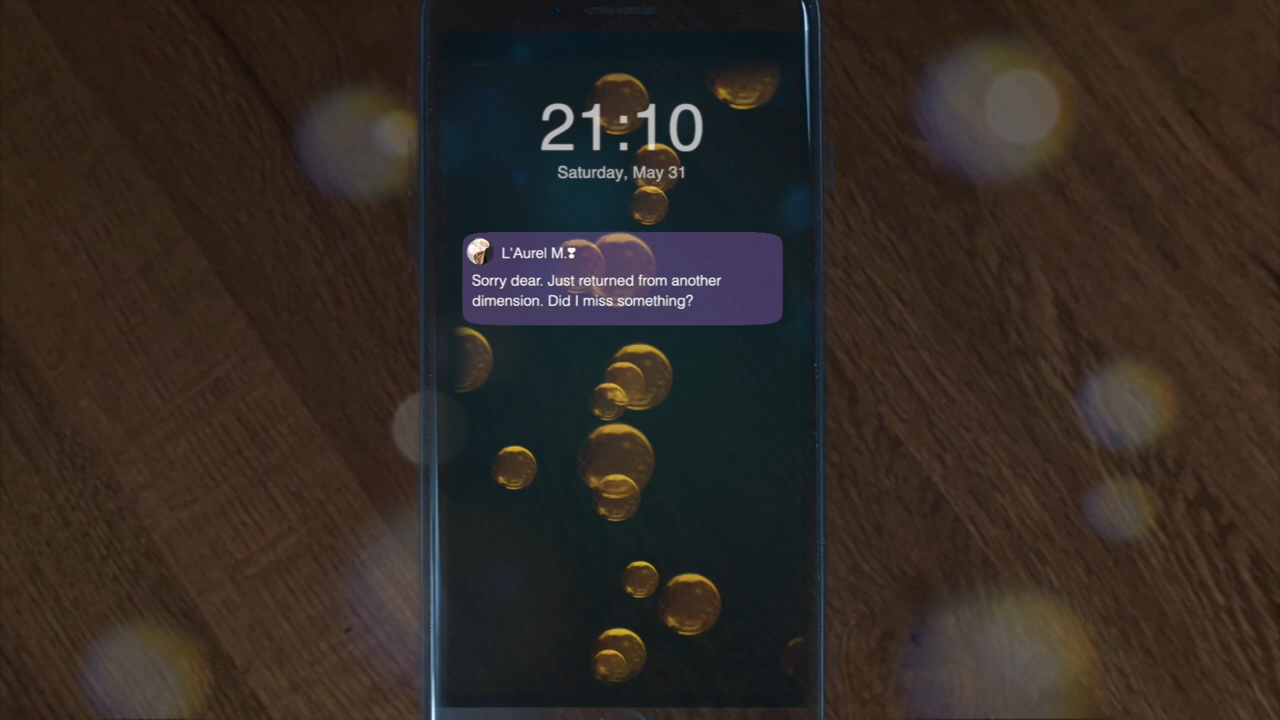 21:10
Saturday, May 31
L'Aurel M.❣
Sorry dear. Just returned from another
dimension. Did I miss something?